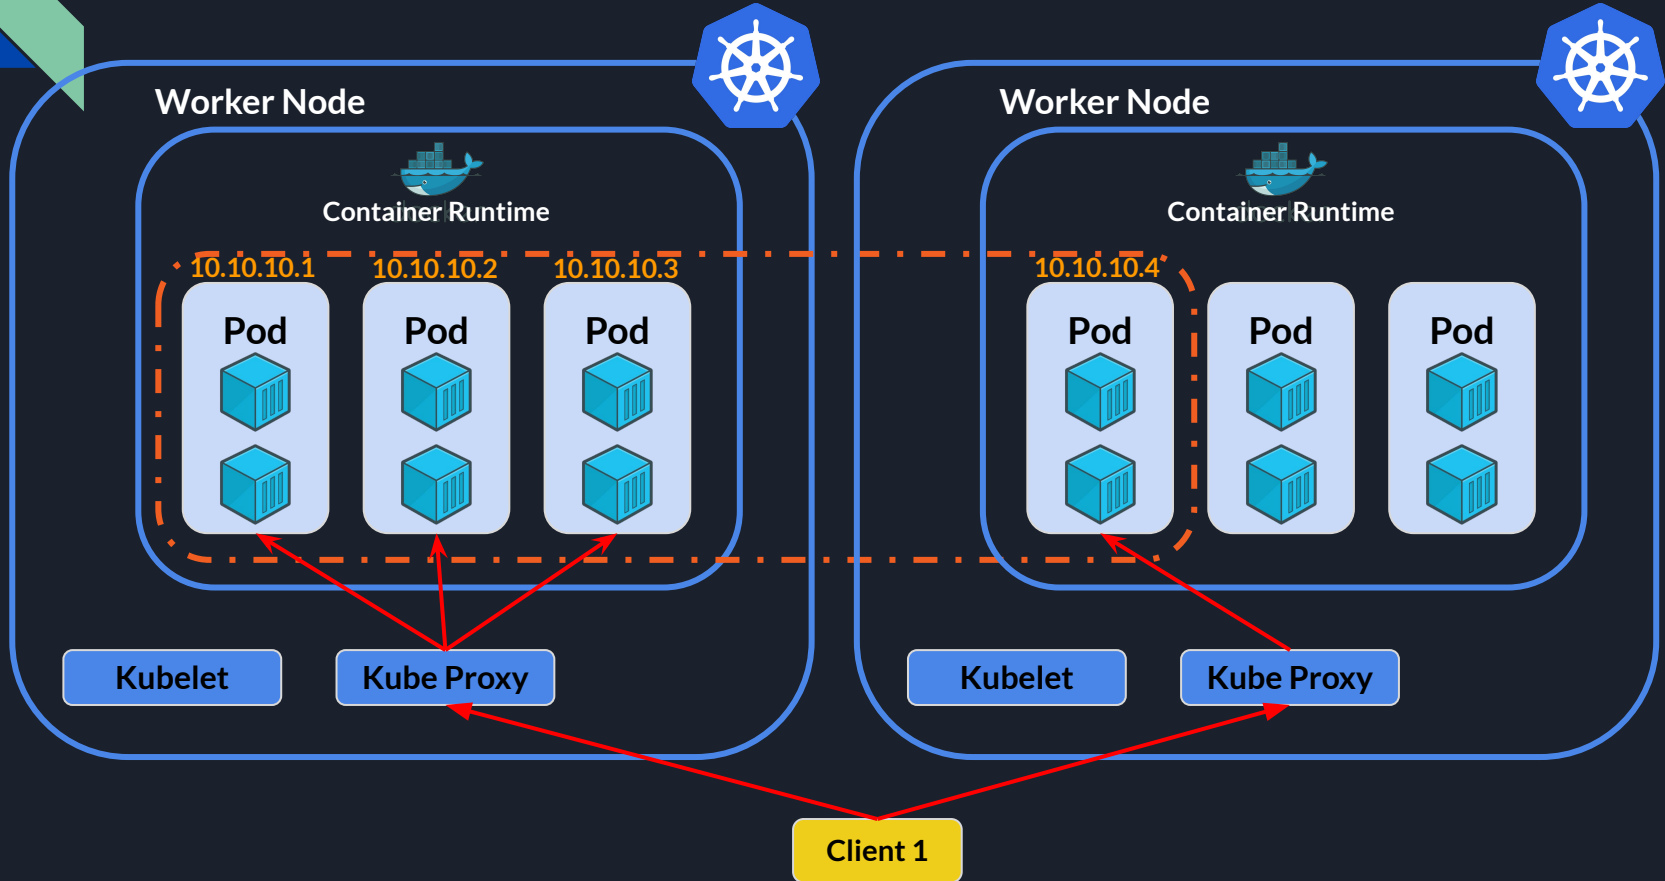 Worker Node
Container Runtime
10.10.10.1
10.10.10.2
10.10.10.3
Pod
Pod
Pod
Kubelet
Kube Proxy
Worker Node
Container Runtime
10.10.10.4
Pod
Pod
Pod
Kubelet
Kube Proxy
Client 1